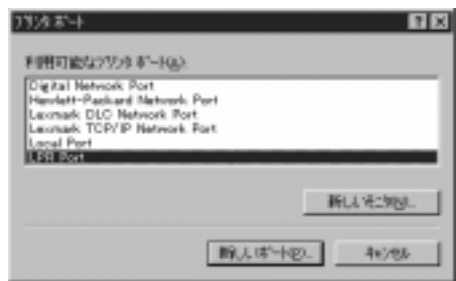 プリンタ ポート
利用可能なプリンタ ポート(A):
Digital Network Port
Hewlett-Packard Network Port
Lexmark DLC Network Port
Lexmark TCP/IP Network Port
Local Port
LPR Port
新しいモニタ(M)...
新しいポート(P)...
キャンセル